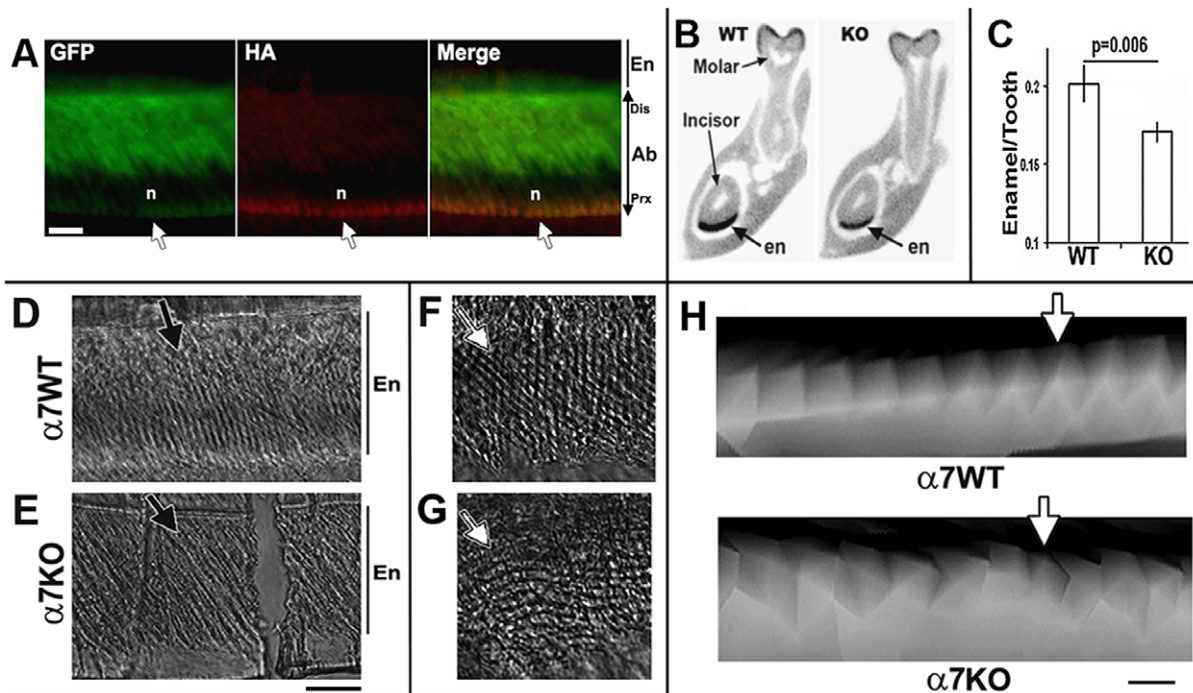 A
GFP
HA
Merge
En
Dis
Ab
Prx
n
n
n
B
WT
KO
Molar
Incisor
en
en
C
p=0.006
Enamel/Tooth
0.2
0.15
0.1
WT
KO
D
α7WT
En
E
α7KO
En
F
G
H
α7WT
α7KO